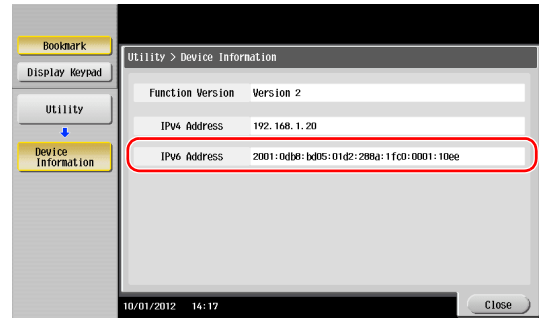 Bookmark
Display Keypad
Utility
Device
Information
Utility > Device Information
Function Version Version 2
IPv4 Address 192.168.1.20
IPv6 Address 2001:0db8:bd05:01d2:288a:1fc0:0001:10ee
10/01/2012 14:17
Close